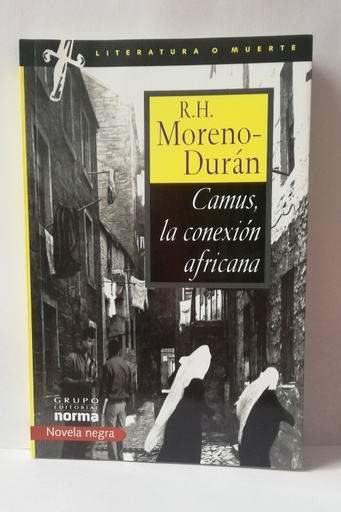 LITERATURA O MUERTE
R.H.
Moreno-
Durán
Camus,
la conexión
africana
GRUPO
EDITORIAL
norma
Novela negra